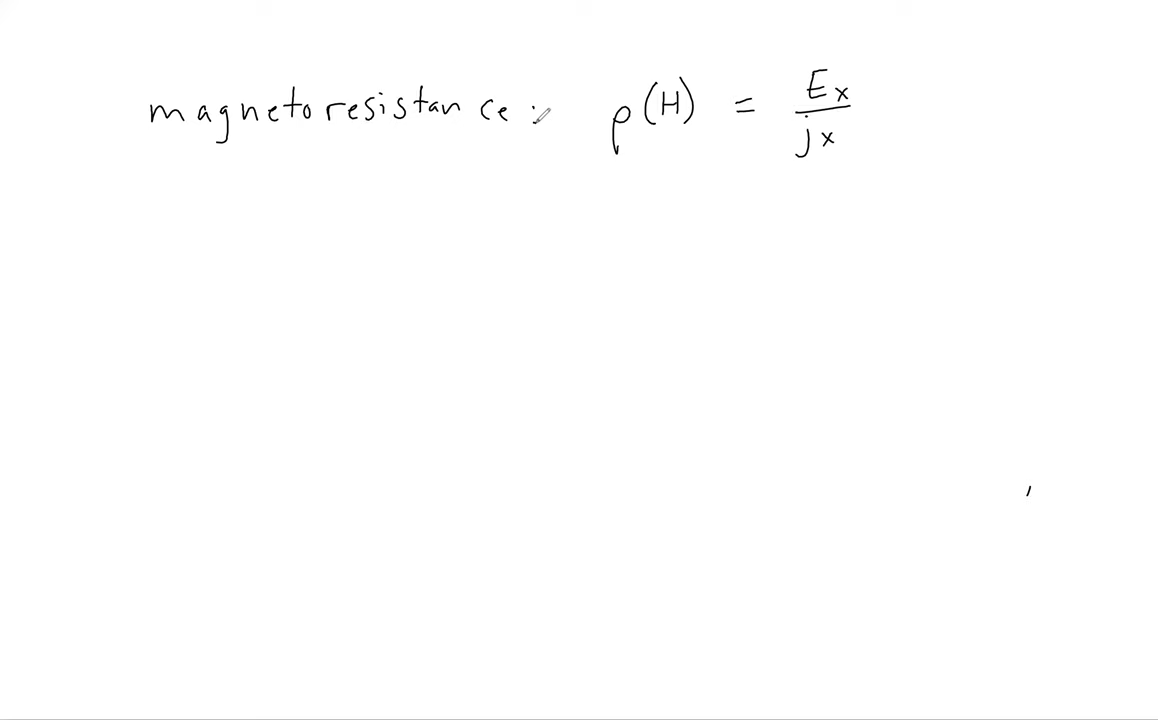 magnetoresistance: ρ(H) = Ex/jx